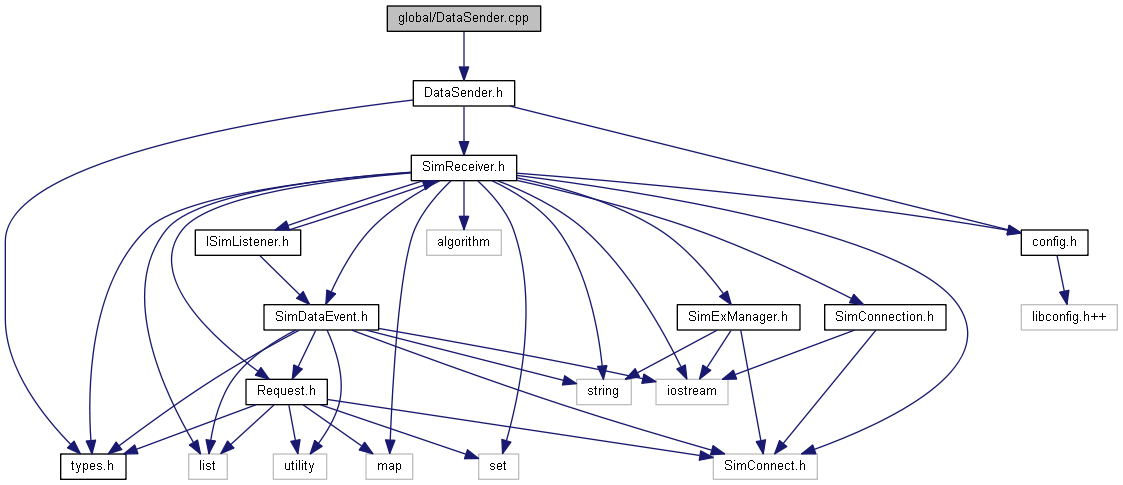 global/DataSender.cpp
DataSender.h
SimReceiver.h
ISimListener.h
algorithm
config.h
SimDataEvent.h
SimExManager.h
SimConnection.h
libconfig.h++
Request.h
string
iostream
types.h
list
utility
map
set
SimConnect.h